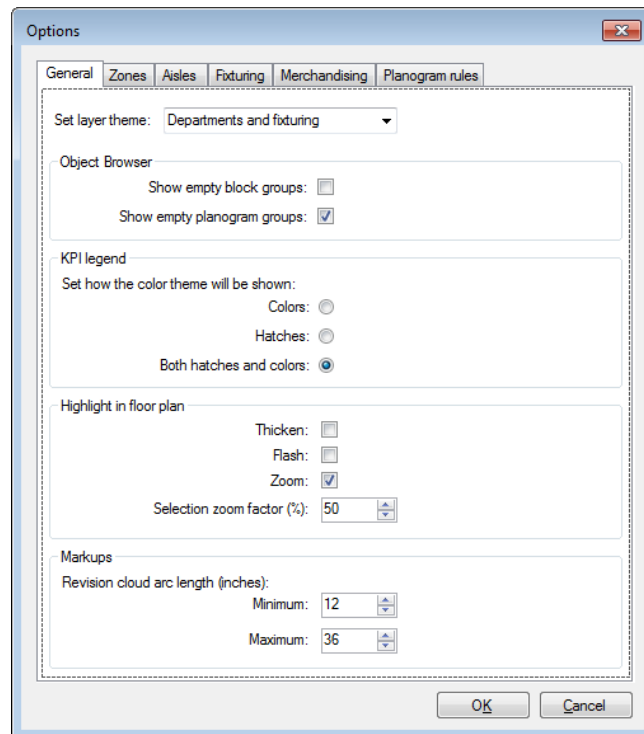 Options
General Zones Aisles Fixturing Merchandising Planogram rules
Set layer theme: Departments and fixturing
Object Browser
Show empty block groups:
Show empty planogram groups:
KPI legend
Set how the color theme will be shown:
Colors:
Hatches:
Both hatches and colors:
Highlight in floor plan
Thicken:
Flash:
Zoom:
Selection zoom factor (%): 50
Markups
Revision cloud arc length (inches):
Minimum: 12
Maximum: 36
OK Cancel